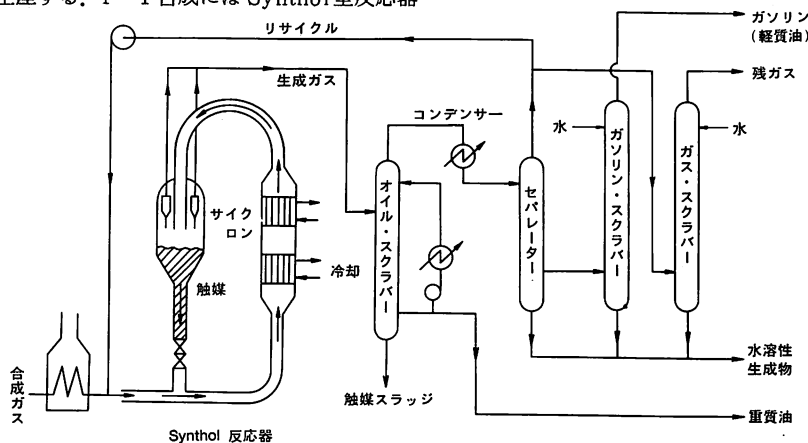 生産する. F-T合成には Synthol型反応器
リサイクル
ガソリン
(軽質油)
生成ガス
残ガス
コンデンサー
水
水
オイル・スクラバー
セパレーター
ガソリン・スクラバー
ガス・スクラバー
サイクロン
冷却
触媒
合成ガス
触媒スラッジ
水溶性
生成物
重質油
Synthol 反応器